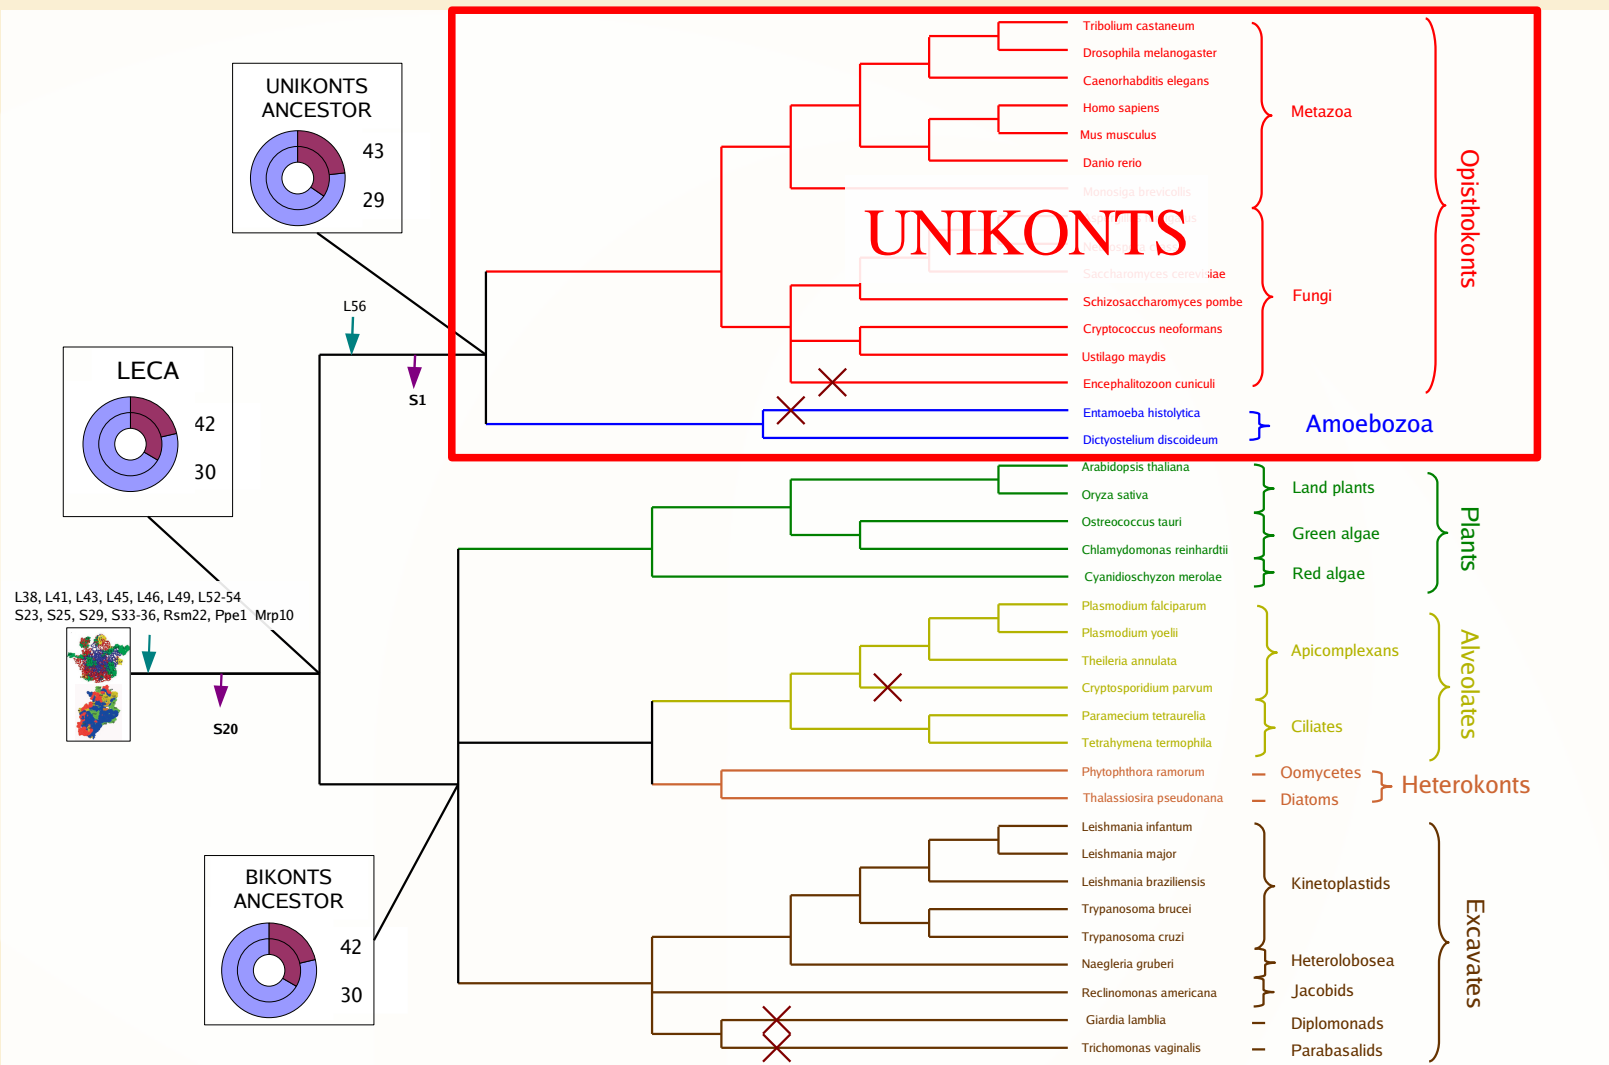 UNIKONTS
ANCESTOR
43
29
L56
S1
LECA
42
30
L38, L41, L43, L45, L46, L49, L52-54
S23, S25, S29, S33-36, Rsm22, Ppe1 Mrp10
S20
BIKONTS
ANCESTOR
42
30
Tribolium castaneum
Drosophila melanogaster
Caenorhabditis elegans
Homo sapiens
Mus musculus
Danio rerio
Monosiga brevicollis
UNIKONTS
Saccharomyces cerevisiae
Schizosaccharomyces pombe
Cryptococcus neoformans
Ustilago maydis
Encephalitozoon cuniculi
Entamoeba histolytica
Dictyostelium discoideum
Metazoa
Fungi
Opisthokonts
Amoebozoa
Arabidopsis thaliana
Oryza sativa
Ostreococcus tauri
Chlamydomonas reinhardtii
Cyanidioschyzon merolae
Land plants
Green algae
Red algae
Plants
Plasmodium falciparum
Plasmodium yoelii
Theileria annulata
Cryptosporidium parvum
Paramecium tetraurelia
Tetrahymena termophila
Apicomplexans
Ciliates
Alveolates
Phytophthora ramorum
Thalassiosira pseudonana
Oomycetes
Diatoms
Heterokonts
Leishmania infantum
Leishmania major
Leishmania braziliensis
Trypanosoma brucei
Trypanosoma cruzi
Naegleria gruberi
Reclinomonas americana
Giardia lamblia
Trichomonas vaginalis
Kinetoplastids
Heterolobosea
Jacobids
Diplomonads
Parabasalids
Excavates